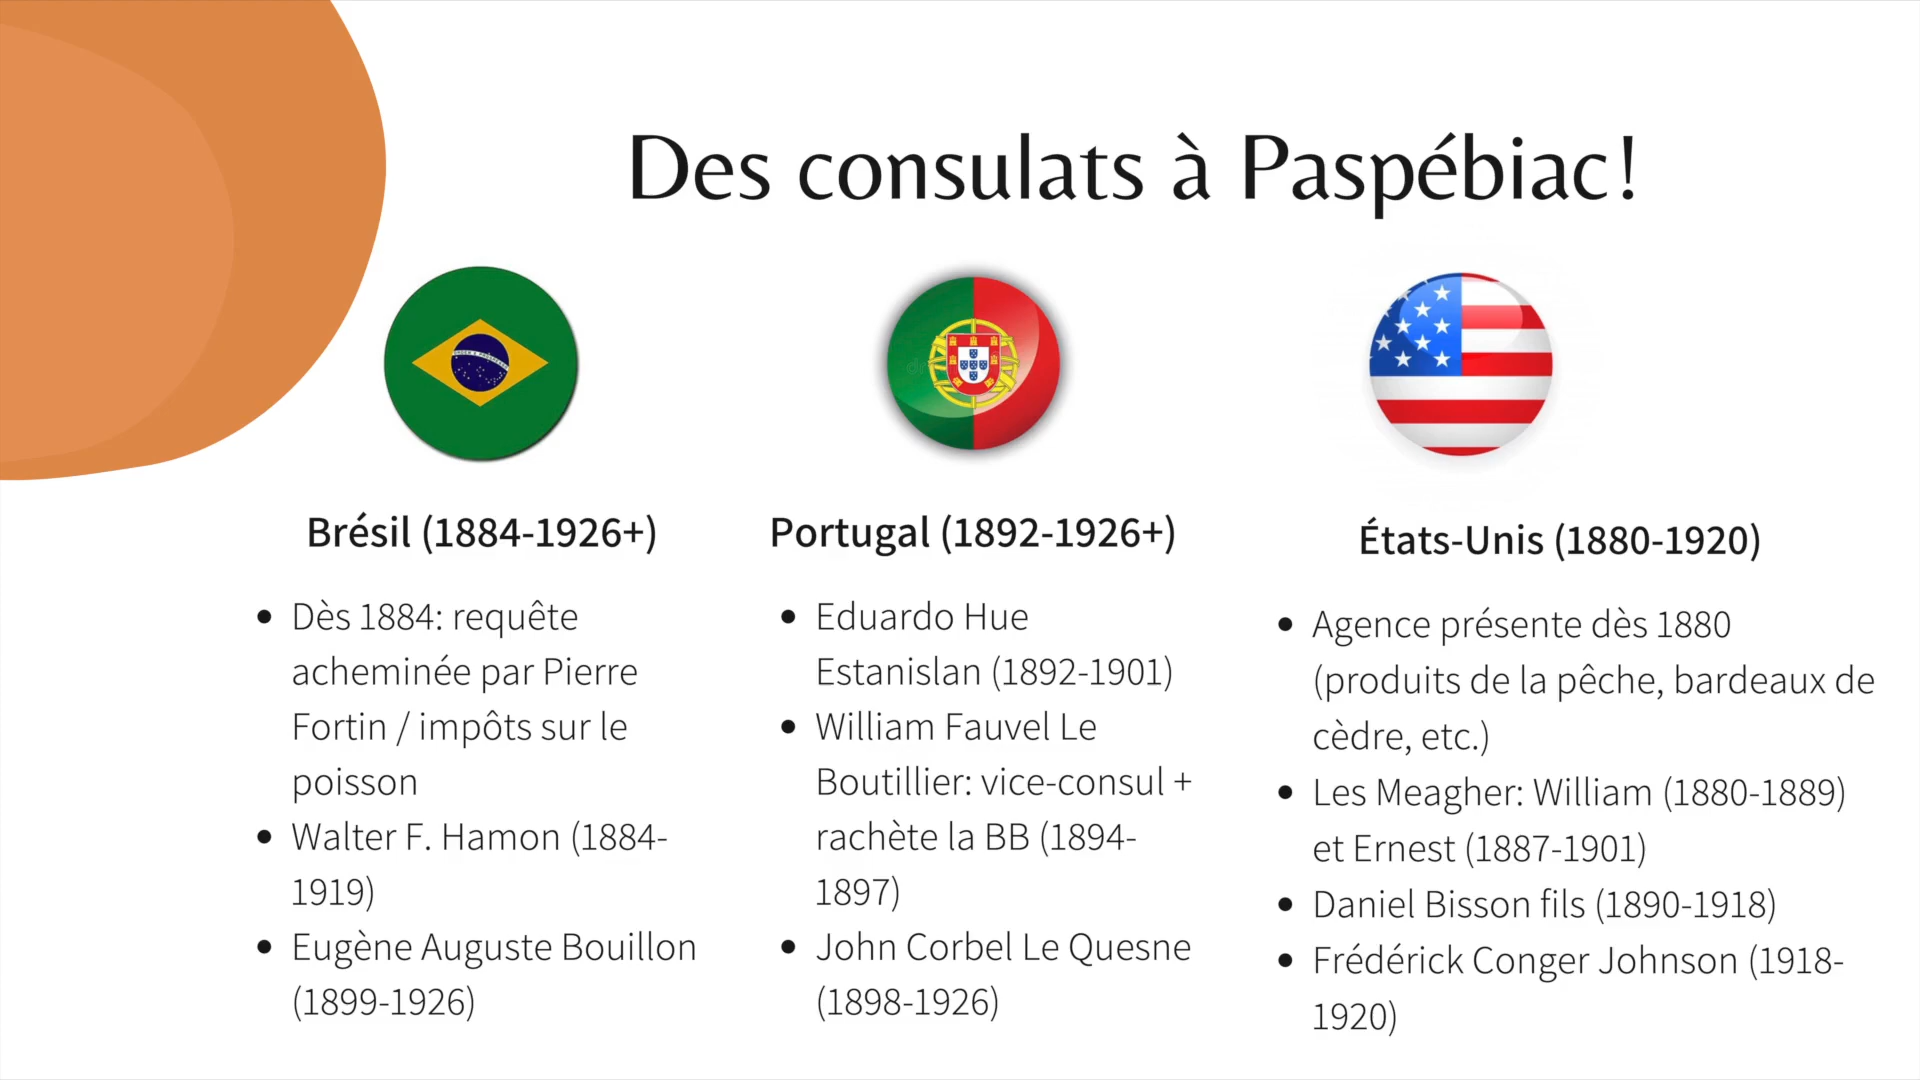 Des consulats à Paspébiac!
Brésil (1884-1926+)
Dès 1884: requête
acheminée par Pierre
Fortin / impôts sur le
poisson
Walter F. Hamon (1884-
1919)
Eugène Auguste Bouillon
(1899-1926)
Portugal (1892-1926+)
Eduardo Hue
Estanislan (1892-1901)
William Fauvel Le
Boutillier: vice-consul +
rachète la BB (1894-
1897)
John Corbel Le Quesne
(1898-1926)
États-Unis (1880-1920)
Agence présente dès 1880
(produits de la pêche, bardeaux de
cèdre, etc.)
Les Meagher: William (1880-1889)
et Ernest (1887-1901)
Daniel Bisson fils (1890-1918)
Frédérick Conger Johnson (1918-
1920)